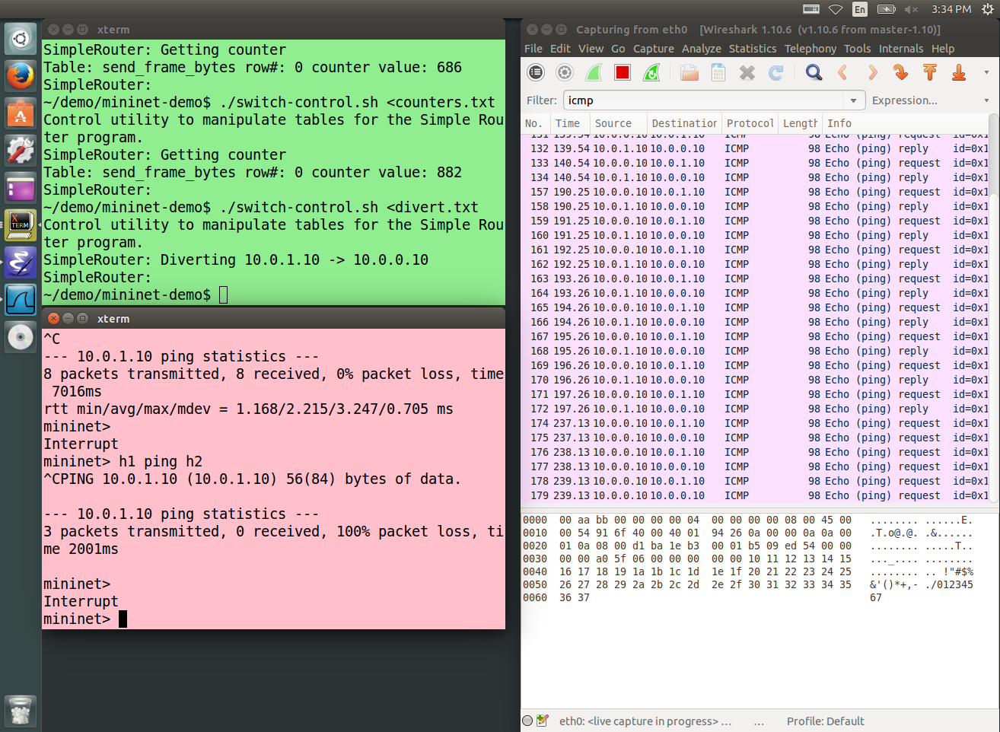 En
3:34 PM
xterm
SimpleRouter: Getting counter
Table: send_frame_bytes row#: 0 counter value: 686
SimpleRouter:
~/demo/mininet-demo$ ./switch-control.sh <counters.txt
Control utility to manipulate tables for the Simple Rou
ter program.
SimpleRouter: Getting counter
Table: send_frame_bytes row#: 0 counter value: 882
SimpleRouter:
~/demo/mininet-demo$ ./switch-control.sh <divert.txt
Control utility to manipulate tables for the Simple Rou
ter program.
SimpleRouter: Diverting 10.0.1.10 -> 10.0.0.10
SimpleRouter:
~/demo/mininet-demo$
X
TERM
xterm
^C
--- 10.0.1.10 ping statistics ---
8 packets transmitted, 8 received, 0% packet loss, time
7016ms
rtt min/avg/max/mdev = 1.168/2.215/3.247/0.705 ms
mininet>
Interrupt
mininet> h1 ping h2
^CPING 10.0.1.10 (10.0.1.10) 56(84) bytes of data.
--- 10.0.1.10 ping statistics ---
3 packets transmitted, 0 received, 100% packet loss, ti
me 2001ms
mininet>
Interrupt
mininet>
Capturing from eth0 [Wireshark 1.10.6 (v1.10.6 from master-1.10)]
File Edit View Go Capture Analyze Statistics Telephony Tools Internals Help
Filter: icmp Expression...
No. Time Source Destination Protocol Length Info
131 139.54 10.0.0.10 10.0.1.10 ICMP 98 Echo (ping) request id=0x1
132 139.54 10.0.1.10 10.0.0.10 ICMP 98 Echo (ping) reply id=0x1
133 140.54 10.0.0.10 10.0.1.10 ICMP 98 Echo (ping) request id=0x1
134 140.54 10.0.1.10 10.0.0.10 ICMP 98 Echo (ping) reply id=0x1
157 190.25 10.0.0.10 10.0.1.10 ICMP 98 Echo (ping) request id=0x1
158 190.25 10.0.1.10 10.0.0.10 ICMP 98 Echo (ping) reply id=0x1
159 191.25 10.0.0.10 10.0.1.10 ICMP 98 Echo (ping) request id=0x1
160 191.25 10.0.1.10 10.0.0.10 ICMP 98 Echo (ping) reply id=0x1
161 192.25 10.0.0.10 10.0.1.10 ICMP 98 Echo (ping) request id=0x1
162 192.25 10.0.1.10 10.0.0.10 ICMP 98 Echo (ping) reply id=0x1
163 193.26 10.0.0.10 10.0.1.10 ICMP 98 Echo (ping) request id=0x1
164 193.26 10.0.1.10 10.0.0.10 ICMP 98 Echo (ping) reply id=0x1
165 194.26 10.0.0.10 10.0.1.10 ICMP 98 Echo (ping) request id=0x1
166 194.26 10.0.1.10 10.0.0.10 ICMP 98 Echo (ping) reply id=0x1
167 195.26 10.0.0.10 10.0.1.10 ICMP 98 Echo (ping) request id=0x1
168 195.26 10.0.1.10 10.0.0.10 ICMP 98 Echo (ping) reply id=0x1
169 196.26 10.0.0.10 10.0.1.10 ICMP 98 Echo (ping) request id=0x1
170 196.26 10.0.1.10 10.0.0.10 ICMP 98 Echo (ping) reply id=0x1
171 197.26 10.0.0.10 10.0.1.10 ICMP 98 Echo (ping) request id=0x1
172 197.26 10.0.1.10 10.0.0.10 ICMP 98 Echo (ping) reply id=0x1
174 237.13 10.0.0.10 10.0.1.10 ICMP 98 Echo (ping) request id=0x1
175 237.13 10.0.0.10 10.0.0.10 ICMP 98 Echo (ping) request id=0x1
176 238.13 10.0.0.10 10.0.1.10 ICMP 98 Echo (ping) request id=0x1
177 238.13 10.0.0.10 10.0.0.10 ICMP 98 Echo (ping) request id=0x1
178 239.13 10.0.0.10 10.0.1.10 ICMP 98 Echo (ping) request id=0x1
179 239.13 10.0.0.10 10.0.0.10 ICMP 98 Echo (ping) request id=0x1
0000 00 aa bb 00 00 00 00 04 00 00 00 00 08 00 45 00 ........ ......E.
0010 00 54 91 6f 40 00 40 01 94 26 0a 00 00 0a 0a 00 .T.o@.@. .&......
0020 01 0a 08 00 d1 ba 1e b3 00 01 b5 09 ed 54 00 00 ........ .....T..
0030 00 00 a0 5f 06 00 00 00 00 00 10 11 12 13 14 15 ..._.... ........
0040 16 17 18 19 1a 1b 1c 1d 1e 1f 20 21 22 23 24 25 ........ .. !"#$%
0050 26 27 28 29 2a 2b 2c 2d 2e 2f 30 31 32 33 34 35 &'()*+,- ./012345
0060 36 37 67
eth0: <live capture in progress> ... ... Profile: Default